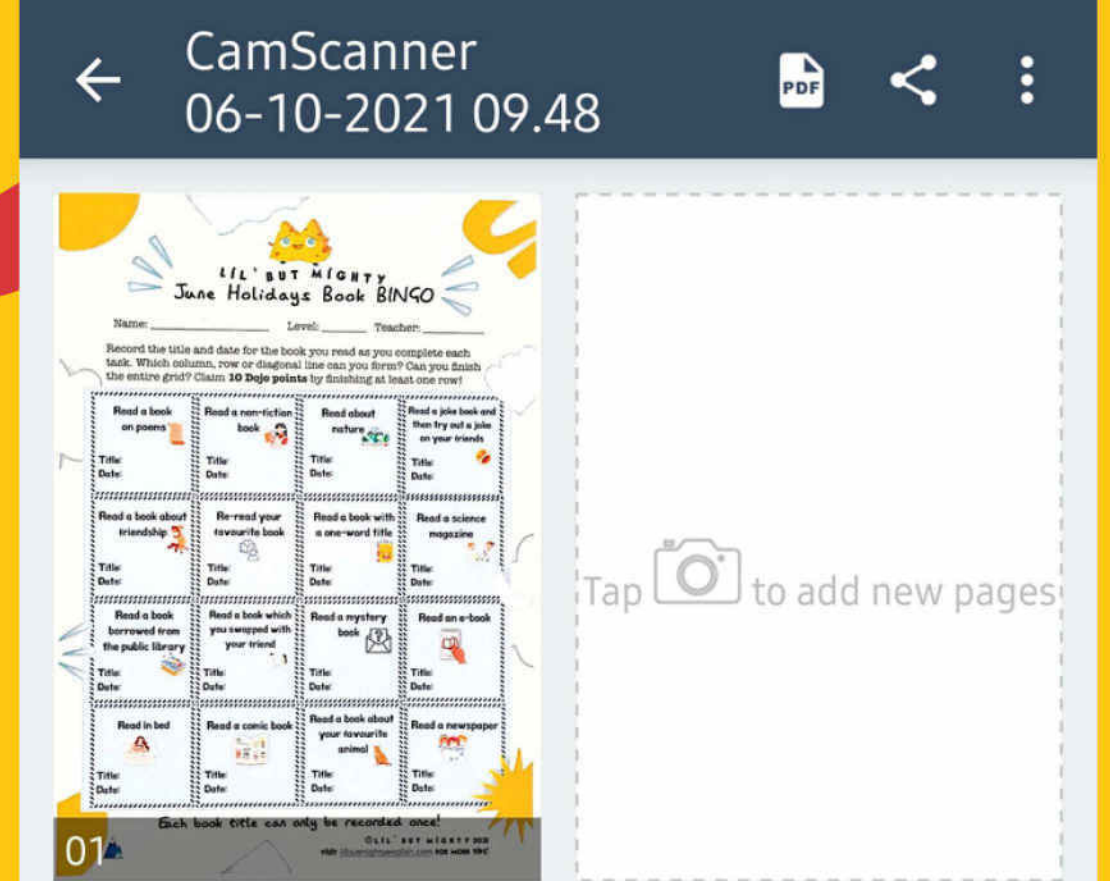 CamScanner
06-10-2021 09.48
PDF
LIL' BUT MIGHTY
June Holidays Book BINGO
Name: Level: Teacher:
Record the title and date for the book you read as you complete each
task. Which column, row or diagonal line can you form? Can you finish
the entire grid? Claim 10 Dojo points by finishing at least one row!
Read a book
on poems
Title:
Date:
Read a non-fiction
book
Title:
Date:
Read about
nature
Title:
Date:
Read a joke book and
then try out a joke
on your friends
Title:
Date:
Read a book about
friendship
Title:
Date:
Re-read your
favourite book
Title:
Date:
Read a book with
a one-word title
Title:
Date:
Read a science
magazine
Title:
Date:
Read a book
borrowed from
the public library
Title:
Date:
Read a book which
you swapped with
your friend
Title:
Date:
Read a mystery
book
Title:
Date:
Read an e-book
Title:
Date:
Read in bed
Title:
Date:
Read a comic book
Title:
Date:
Read a book about
your favourite
animal
Title:
Date:
Read a newspaper
Title:
Date:
Each book title can only be recorded once!
©LIL' BUT MIGHTY 2021
01
Tap to add new pages